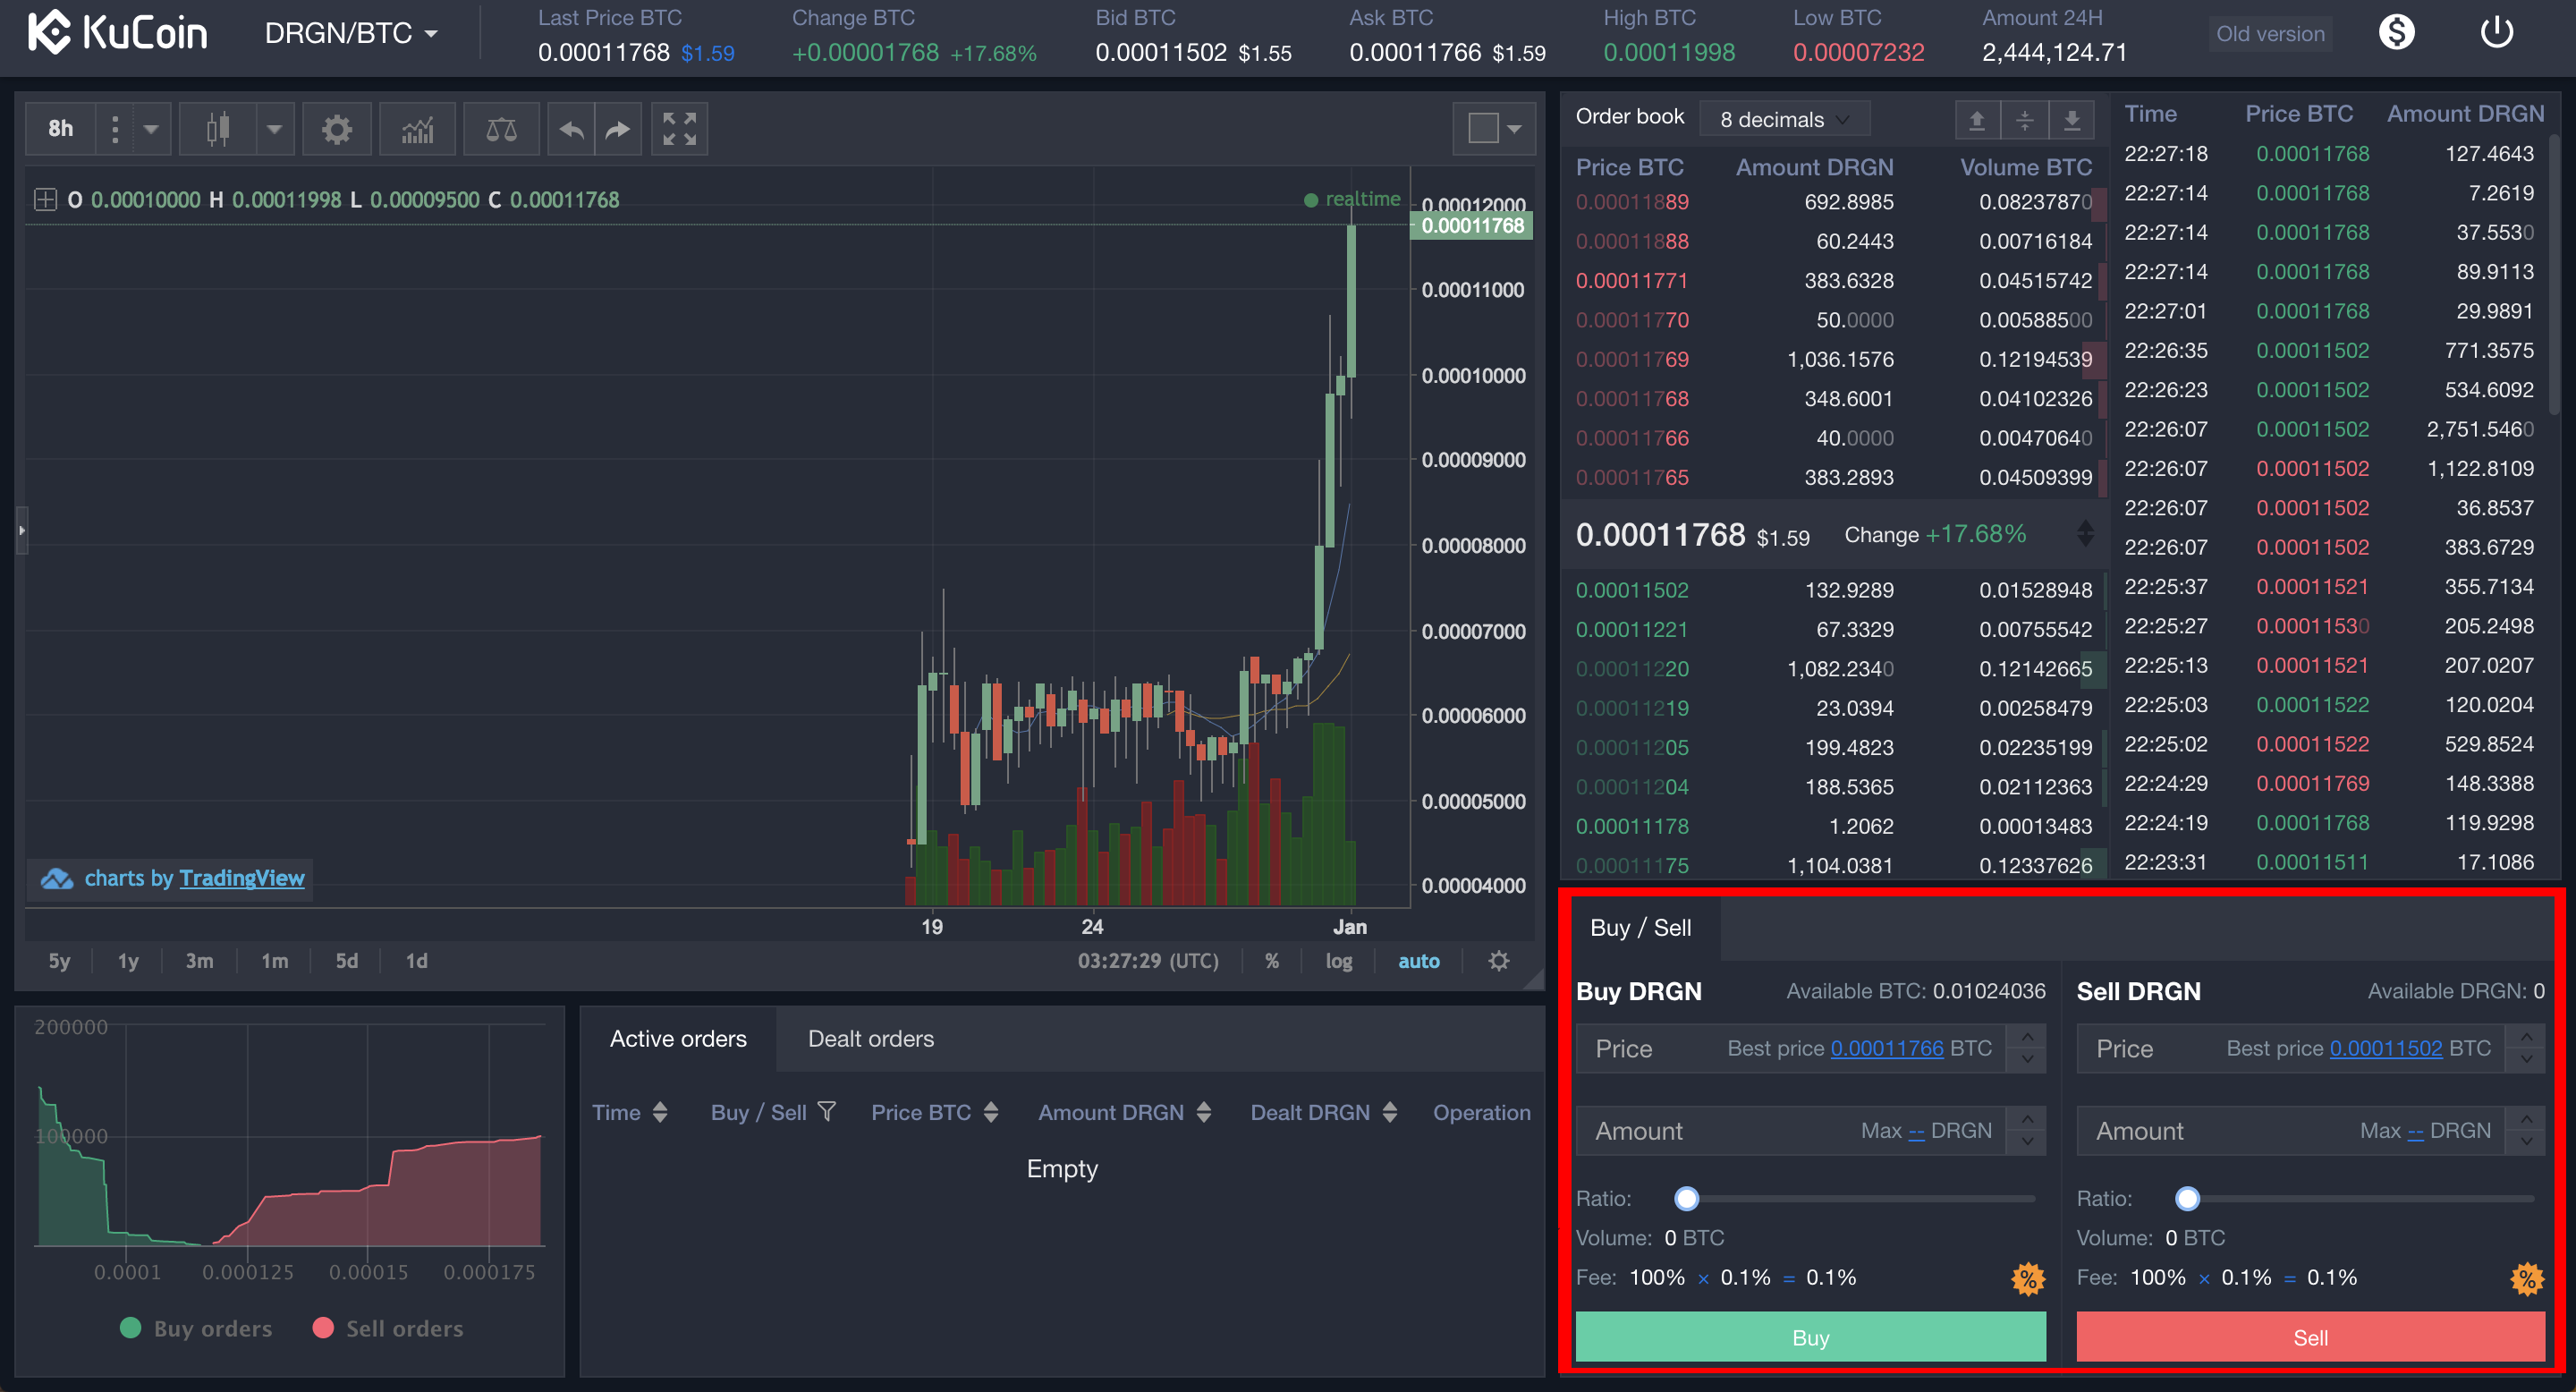 KuCoin DRGN/BTC
Last Price BTC Change BTC Bid BTC Ask BTC High BTC Low BTC Amount 24H
0.00011768 $1.59 +0.00001768 +17.68% 0.00011502 $1.55 0.00011766 $1.59 0.00011998 0.00007232 2,444,124.71
Old version
8h
O 0.00010000 H 0.00011998 L 0.00009500 C 0.00011768
realtime
0.00012000
0.00011768
0.00011000
0.00010000
0.00009000
0.00008000
0.00007000
0.00006000
0.00005000
0.00004000
charts by TradingView
19 24 Jan
5y 1y 3m 1m 5d 1d 03:27:29 (UTC) % log auto
Order book 8 decimals
Price BTC Amount DRGN Volume BTC
0.00011889 692.8985 0.08237870
0.00011888 60.2443 0.00716184
0.00011771 383.6328 0.04515742
0.00011770 50.0000 0.00588500
0.00011769 1,036.1576 0.12194539
0.00011768 348.6001 0.04102326
0.00011766 40.0000 0.00470640
0.00011765 383.2893 0.04509399
0.00011768 $1.59 Change +17.68%
0.00011502 132.9289 0.01528948
0.00011221 67.3329 0.00755542
0.00011220 1,082.2340 0.12142665
0.00011219 23.0394 0.00258479
0.00011205 199.4823 0.02235199
0.00011204 188.5365 0.02112363
0.00011178 1.2062 0.00013483
0.00011175 1,104.0381 0.12337626
Time Price BTC Amount DRGN
22:27:18 0.00011768 127.4643
22:27:14 0.00011768 7.2619
22:27:14 0.00011768 37.5530
22:27:14 0.00011768 89.9113
22:27:01 0.00011768 29.9891
22:26:35 0.00011502 771.3575
22:26:23 0.00011502 534.6092
22:26:07 0.00011502 2,751.5460
22:26:07 0.00011502 1,122.8109
22:26:07 0.00011502 36.8537
22:26:07 0.00011502 383.6729
22:25:37 0.00011521 355.7134
22:25:27 0.00011530 205.2498
22:25:13 0.00011521 207.0207
22:25:03 0.00011522 120.0204
22:25:02 0.00011522 529.8524
22:24:29 0.00011769 148.3388
22:24:19 0.00011768 119.9298
22:23:31 0.00011511 17.1086
200000
100000
0.0001 0.000125 0.00015 0.000175
Buy orders Sell orders
Active orders Dealt orders
Time Buy / Sell Price BTC Amount DRGN Dealt DRGN Operation
Empty
Buy / Sell
Buy DRGN Available BTC: 0.01024036
Price Best price 0.00011766 BTC
Amount Max -- DRGN
Ratio:
Volume: 0 BTC
Fee: 100% × 0.1% = 0.1% %
Buy
Sell DRGN Available DRGN: 0
Price Best price 0.00011502 BTC
Amount Max -- DRGN
Ratio:
Volume: 0 BTC
Fee: 100% × 0.1% = 0.1% %
Sell